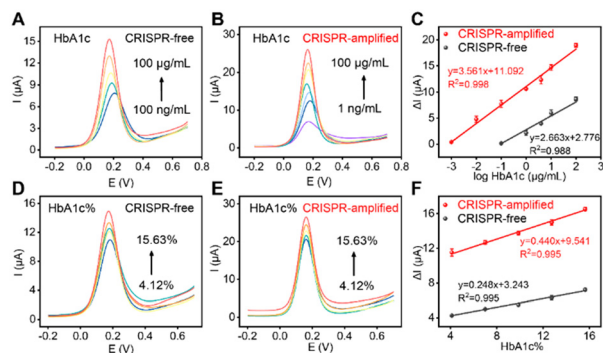 A
HbA1c CRISPR-free
100 μg/mL
100 ng/mL
I (μA)
15
10
5
0
0.0 0.2 0.4 0.6 0.8
E (V)
B
HbA1c CRISPR-amplified
100 μg/mL
1 ng/mL
I (μA)
30
20
10
0
0.0 0.2 0.4 0.6
E (V)
C
CRISPR-amplified
CRISPR-free
y=3.561x+11.092
R²=0.998
y=2.663x+2.776
R²=0.988
ΔI (μA)
20
15
10
5
0
-3 -2 -1 0 1 2 3
log HbA1c (μg/mL)
D
HbA1c% CRISPR-free
15.63%
4.12%
I (μA)
15
10
5
0
-0.2 0.0 0.2 0.4 0.6
E (V)
E
HbA1c% CRISPR-amplified
15.63%
4.12%
I (μA)
30
20
10
0
-0.2 0.0 0.2 0.4 0.6
E (V)
F
CRISPR-amplified
CRISPR-free
y=0.440x+9.541
R²=0.995
y=0.248x+3.243
R²=0.995
ΔI (μA)
16
12
8
4
4 8 12 16
HbA1c%